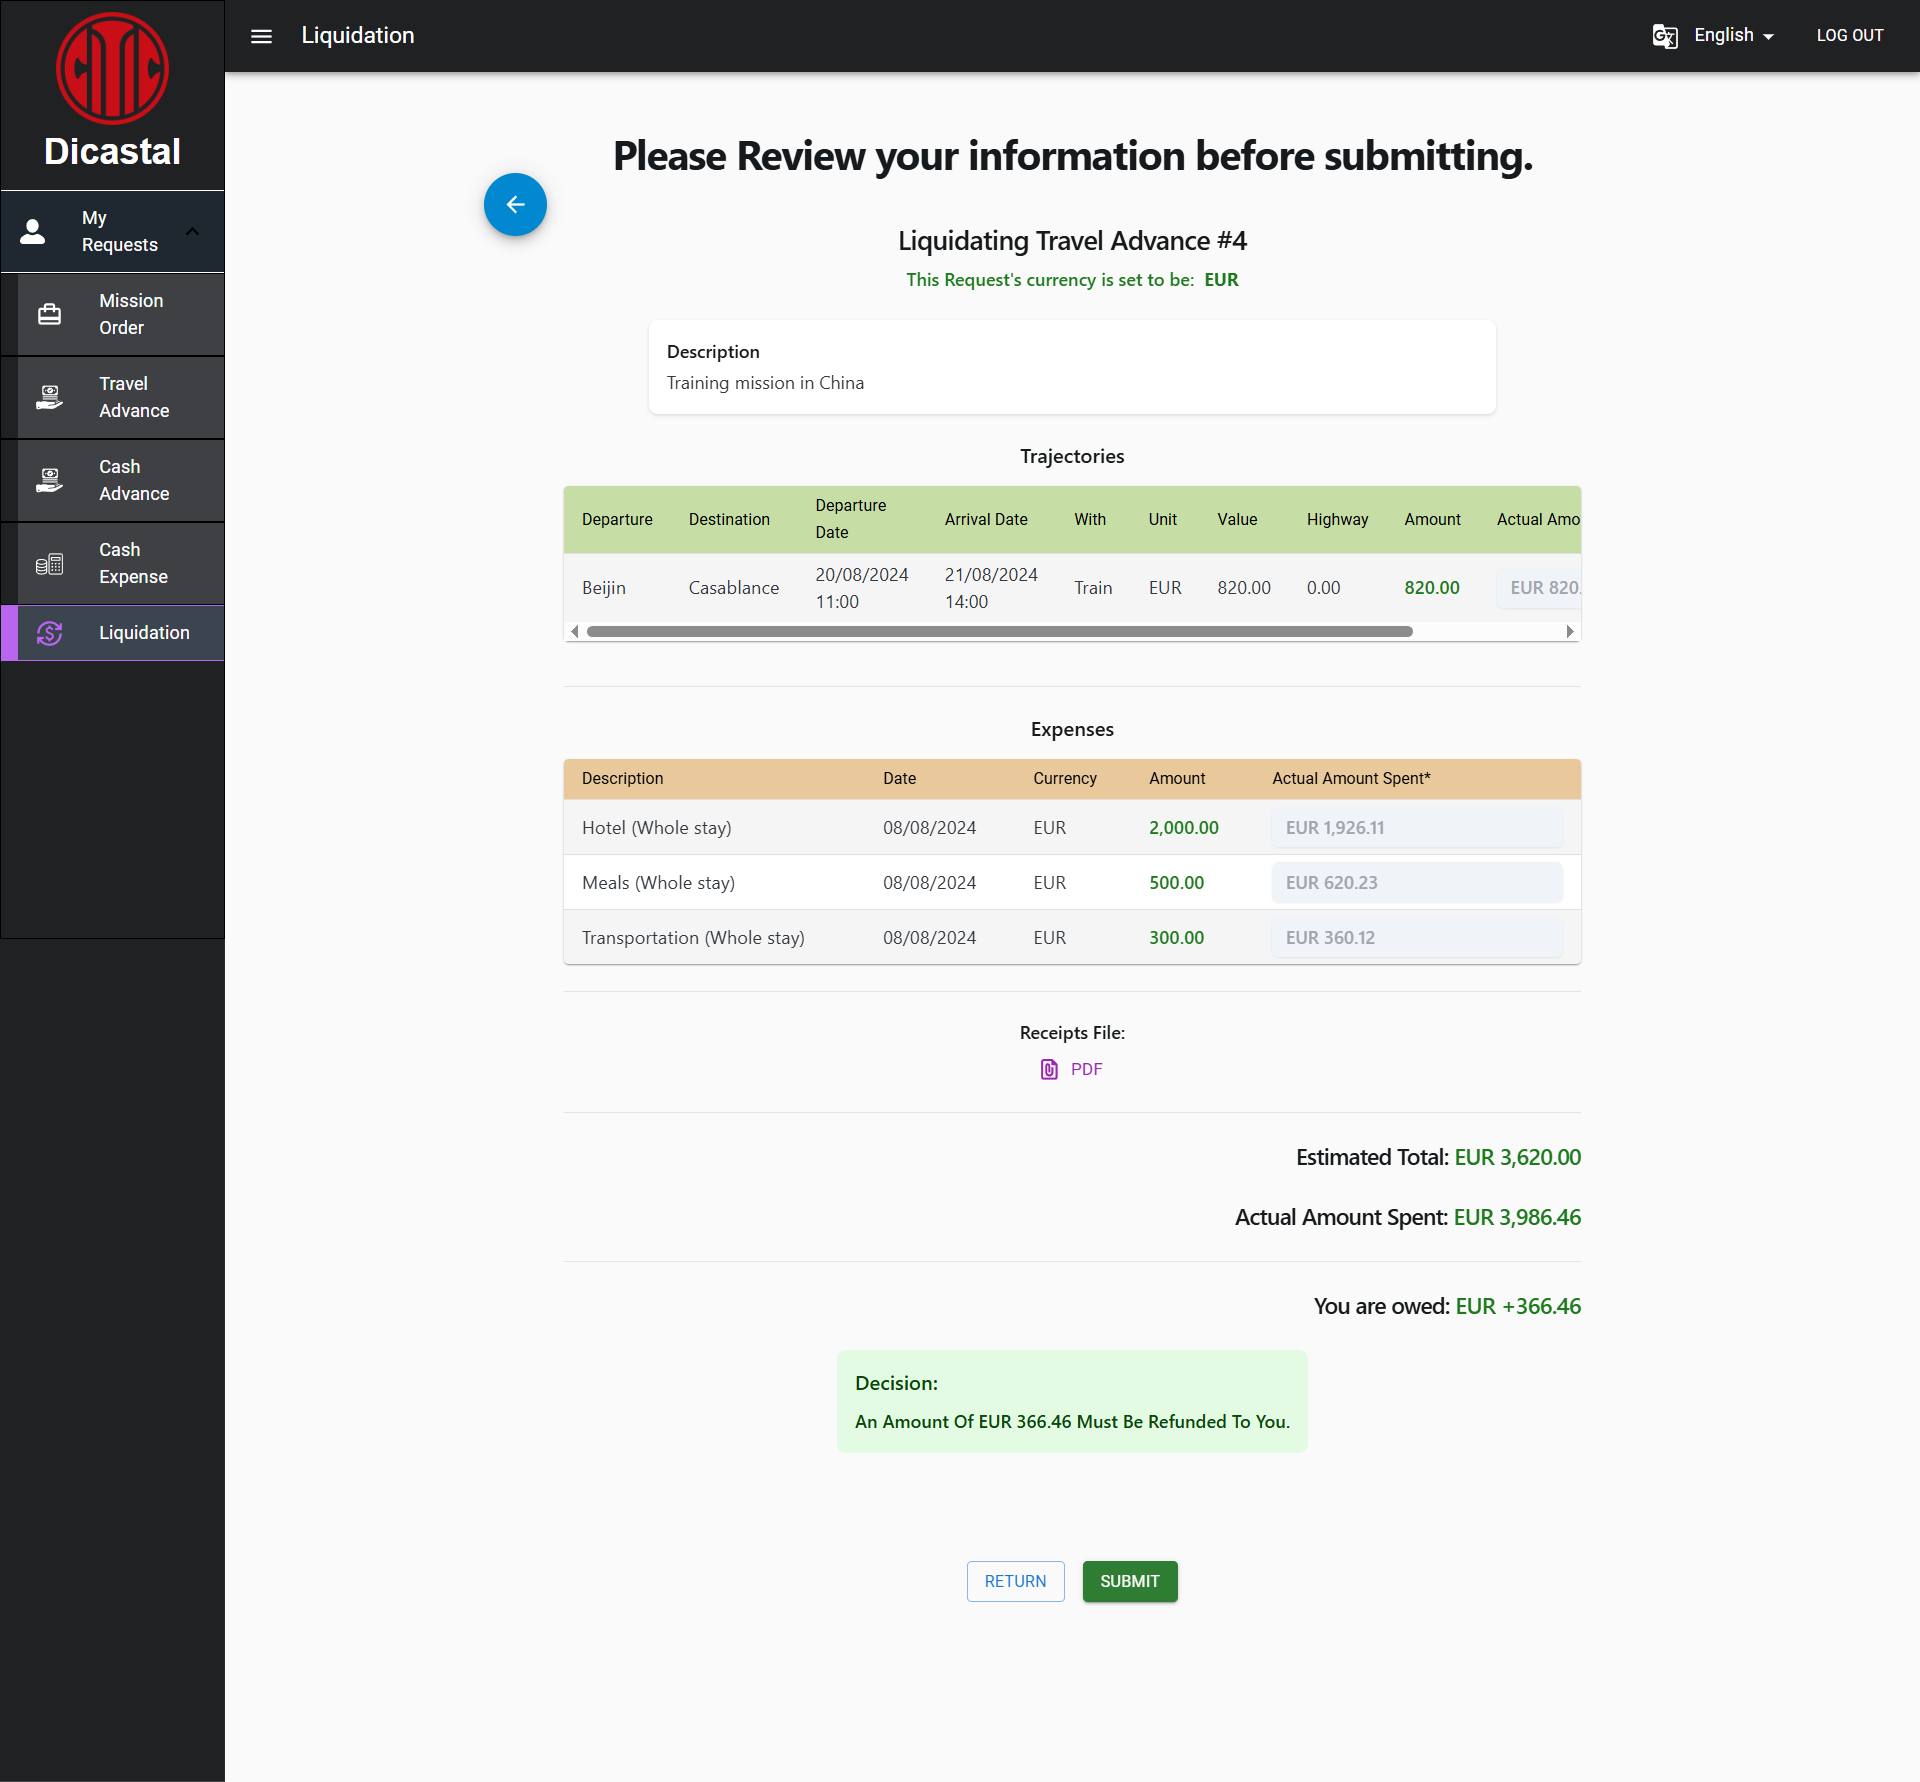 Dicastal
Liquidation
English
LOG OUT
My
Requests
Mission
Order
Travel
Advance
Cash
Advance
Cash
Expense
Liquidation
Please Review your information before submitting.
Liquidating Travel Advance #4
This Request's currency is set to be: EUR
Description
Training mission in China
Trajectories
Departure Destination Departure Date Arrival Date With Unit Value Highway Amount Actual Amo
Beijin Casablance 20/08/2024 11:00 21/08/2024 14:00 Train EUR 820.00 0.00 820.00 EUR 820.
Expenses
Description Date Currency Amount Actual Amount Spent*
Hotel (Whole stay) 08/08/2024 EUR 2,000.00 EUR 1,926.11
Meals (Whole stay) 08/08/2024 EUR 500.00 EUR 620.23
Transportation (Whole stay) 08/08/2024 EUR 300.00 EUR 360.12
Receipts File:
PDF
Estimated Total: EUR 3,620.00
Actual Amount Spent: EUR 3,986.46
You are owed: EUR +366.46
Decision:
An Amount Of EUR 366.46 Must Be Refunded To You.
RETURN
SUBMIT